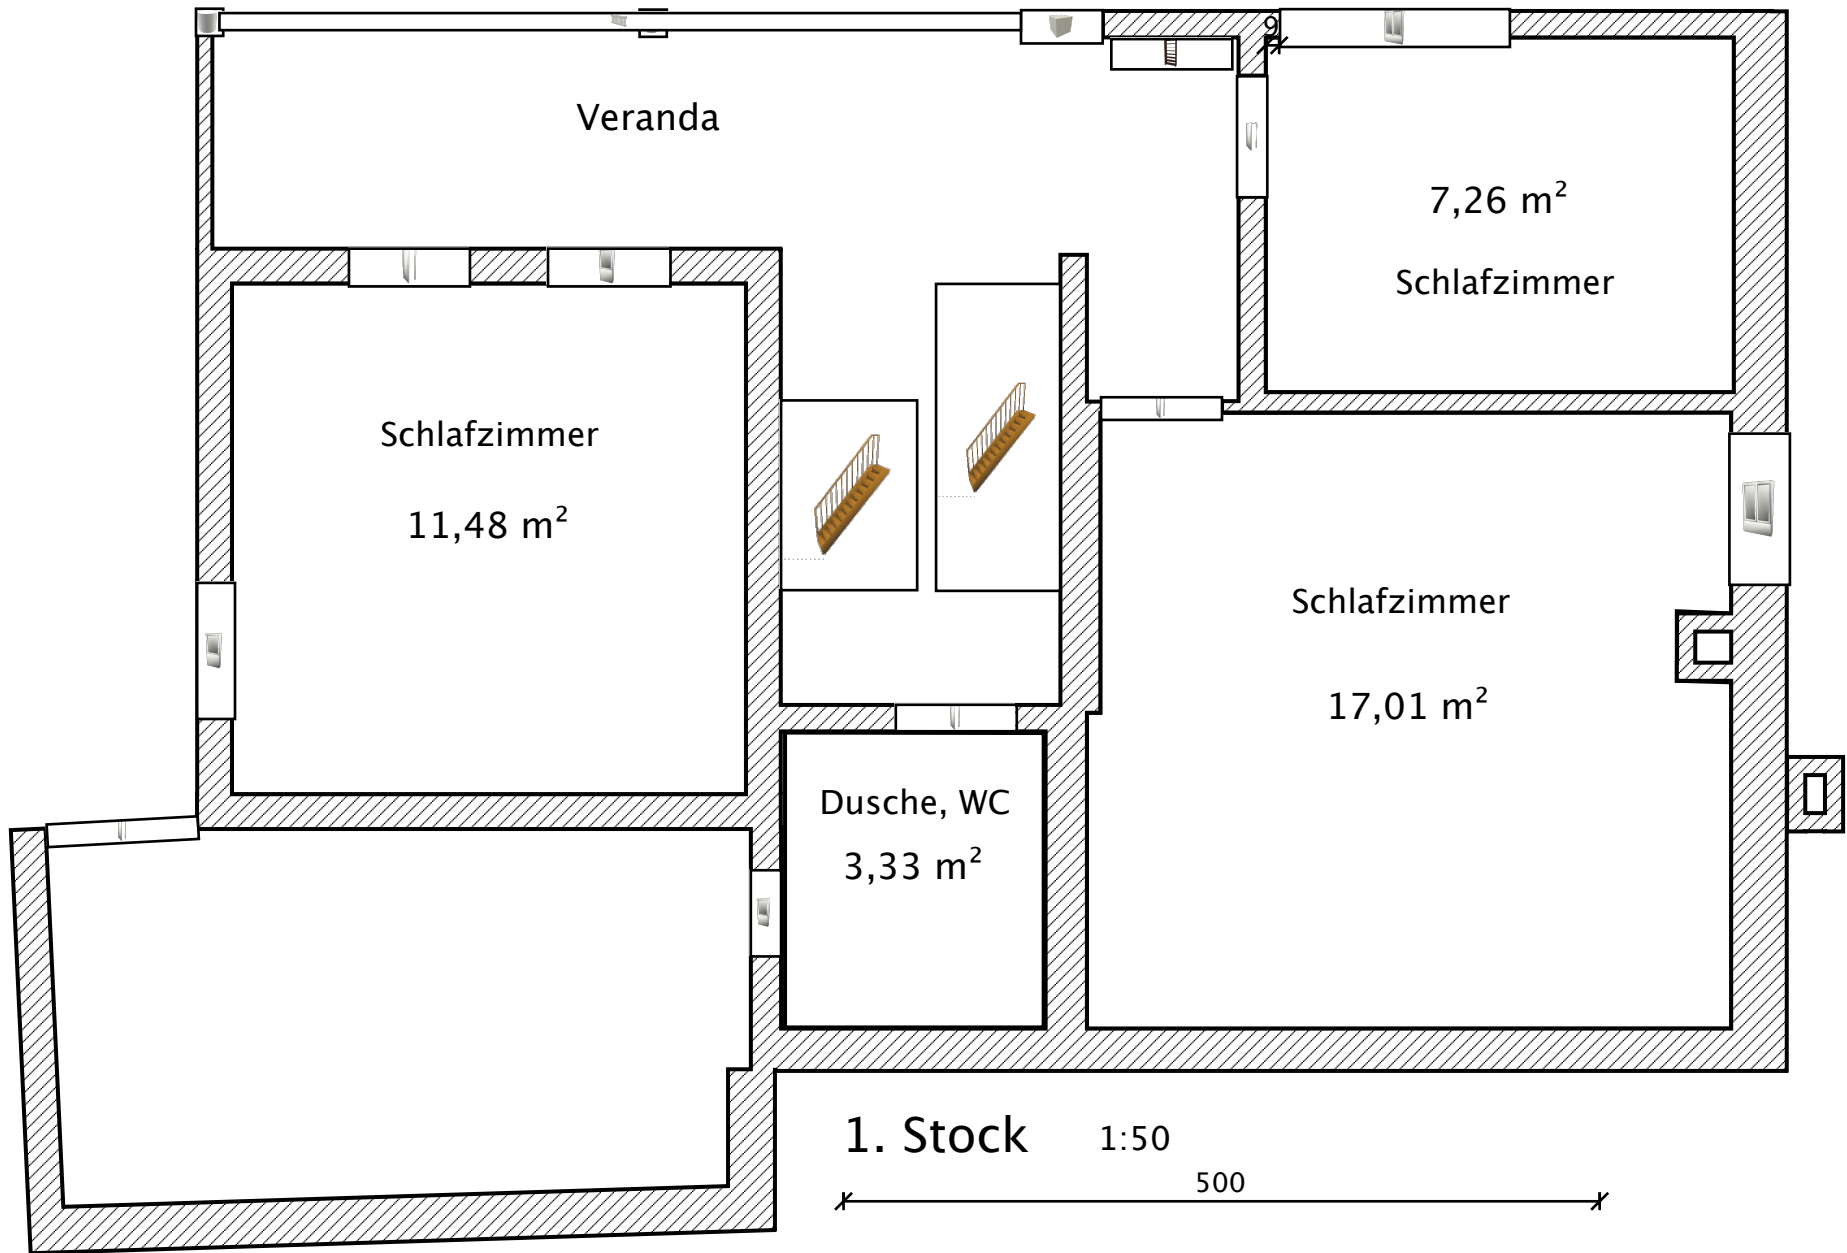 9
Veranda
7,26 m²
Schlafzimmer
Schlafzimmer
11,48 m²
Schlafzimmer
17,01 m²
Dusche, WC
3,33 m²
1. Stock 1:50
500